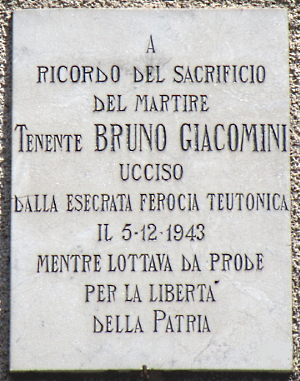 A
RICORDO DEL SACRIFICIO
DEL MARTIRE
TENENTE BRUNO GIACOMINI
UCCISO
DALLA ESECRATA FEROCIA TEUTONICA
IL 5-12-1943
MENTRE LOTTAVA DA PRODE
PER LA LIBERTA'
DELLA PATRIA